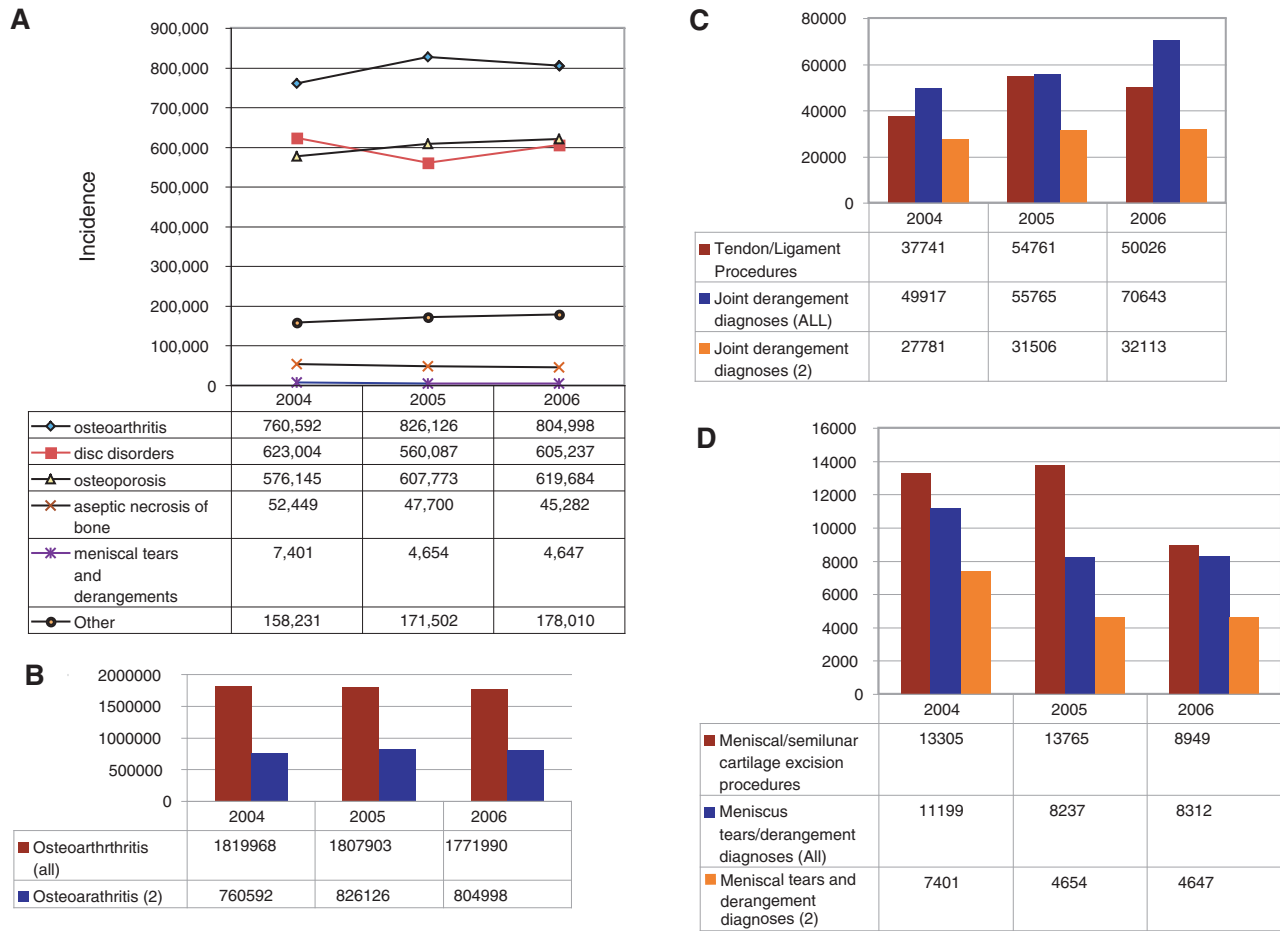 A
900,000
800,000
700,000
600,000
500,000
400,000
300,000
200,000
100,000
0
Incidence
2004 2005 2006
osteoarthritis 760,592 826,126 804,998
disc disorders 623,004 560,087 605,237
osteoporosis 576,145 607,773 619,684
aseptic necrosis of 52,449 47,700 45,282
bone
meniscal tears 7,401 4,654 4,647
and
derangements
Other 158,231 171,502 178,010
B
2000000
1500000
1000000
500000
0
2004 2005 2006
Osteoarthrthritis 1819968 1807903 1771990
(all)
Osteoarathritis (2) 760592 826126 804998
C
80000
60000
40000
20000
0
2004 2005 2006
Tendon/Ligament 37741 54761 50026
Procedures
Joint derangement 49917 55765 70643
diagnoses (ALL)
Joint derangement 27781 31506 32113
diagnoses (2)
D
16000
14000
12000
10000
8000
6000
4000
2000
0
2004 2005 2006
Meniscal/semilunar 13305 13765 8949
cartilage excision
procedures
Meniscus 11199 8237 8312
tears/derangement
diagnoses (All)
Meniscal tears and 7401 4654 4647
derangement
diagnoses (2)